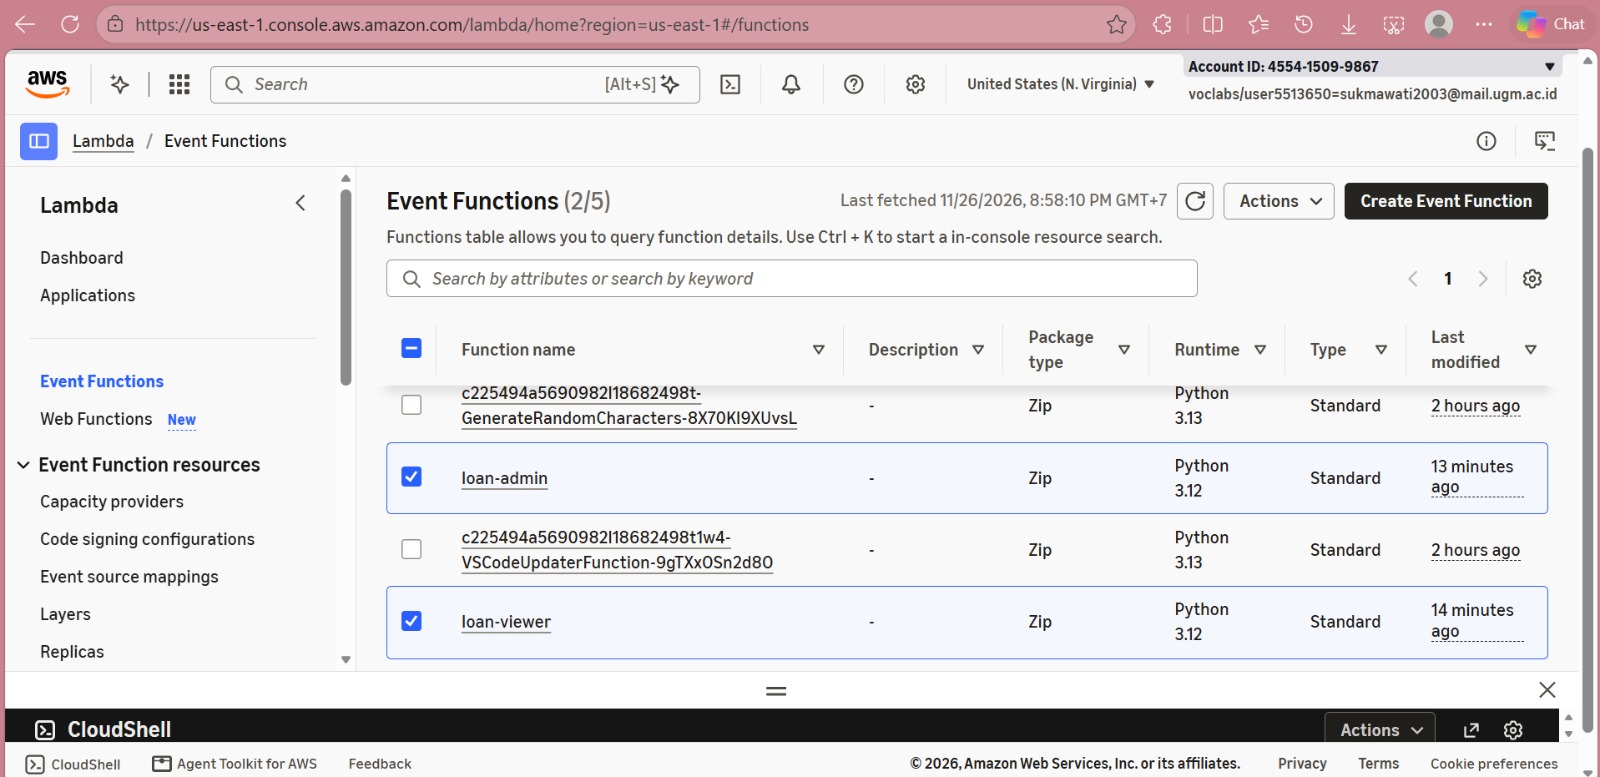 https://us-east-1.console.aws.amazon.com/lambda/home?region=us-east-1#/functions
Chat
aws
Search
[Alt+S]
United States (N. Virginia)
Account ID: 4554-1509-9867
voclabs/user5513650=sukmawati2003@mail.ugm.ac.id
Lambda / Event Functions
Lambda
Dashboard
Applications
Event Functions
Web Functions New
Event Function resources
Capacity providers
Code signing configurations
Event source mappings
Layers
Replicas
Event Functions (2/5)
Last fetched 11/26/2026, 8:58:10 PM GMT+7
Actions
Create Event Function
Functions table allows you to query function details. Use Ctrl + K to start a in-console resource search.
Search by attributes or search by keyword
1
Function name
Description
Package type
Runtime
Type
Last modified
c225494a5690982l18682498t-
GenerateRandomCharacters-8X70KI9XUvsL
-
Zip
Python 3.13
Standard
2 hours ago
loan-admin
-
Zip
Python 3.12
Standard
13 minutes ago
c225494a5690982l18682498t1w4-
VSCodeUpdaterFunction-9gTXxOSn2d8O
-
Zip
Python 3.13
Standard
2 hours ago
loan-viewer
-
Zip
Python 3.12
Standard
14 minutes ago
CloudShell
Actions
CloudShell
Agent Toolkit for AWS
Feedback
© 2026, Amazon Web Services, Inc. or its affiliates.
Privacy
Terms
Cookie preferences